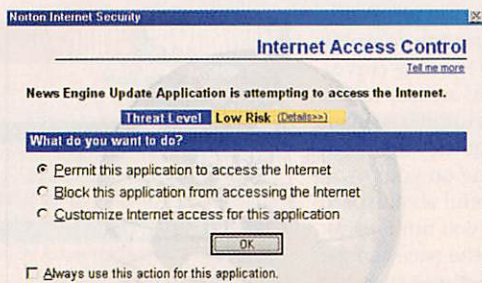 Norton Internet Security
Internet Access Control
Tell me more
News Engine Update Application is attempting to access the Internet.
Threat Level Low Risk (Details>>)
What do you want to do?
Permit this application to access the Internet
Block this application from accessing the Internet
Customize Internet access for this application
OK
Always use this action for this application.